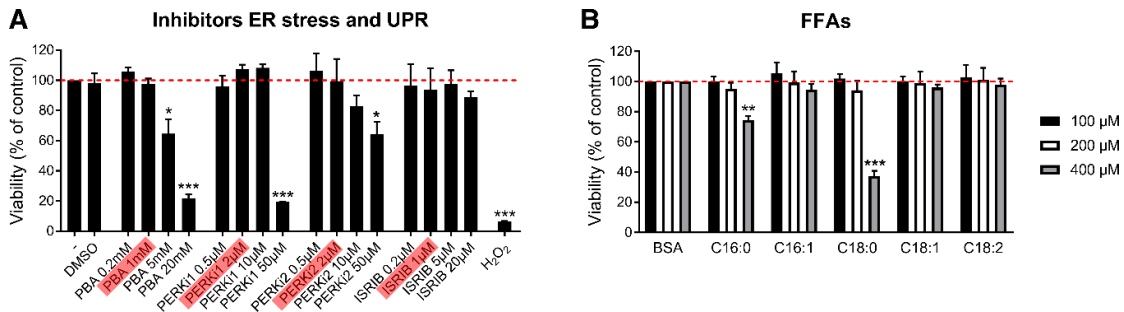 A
Inhibitors ER stress and UPR
Viability (% of control)
120
100
80
60
40
20
0
*
***
***
*
***
-
DMSO
PBA 0.2mM
PBA 1mM
PBA 5mM
PBA 20mM
PERKi1 0.5µM
PERKi1 2µM
PERKi1 10µM
PERKi1 50µM
PERKi2 0.5µM
PERKi2 2µM
PERKi2 10µM
PERKi2 50µM
ISRIB 0.2µM
ISRIB 1µM
ISRIB 5µM
ISRIB 20µM
H₂O₂
B
FFAs
Viability (% of control)
120
100
80
60
40
20
0
**
***
BSA
C16:0
C16:1
C18:0
C18:1
C18:2
100 µM
200 µM
400 µM